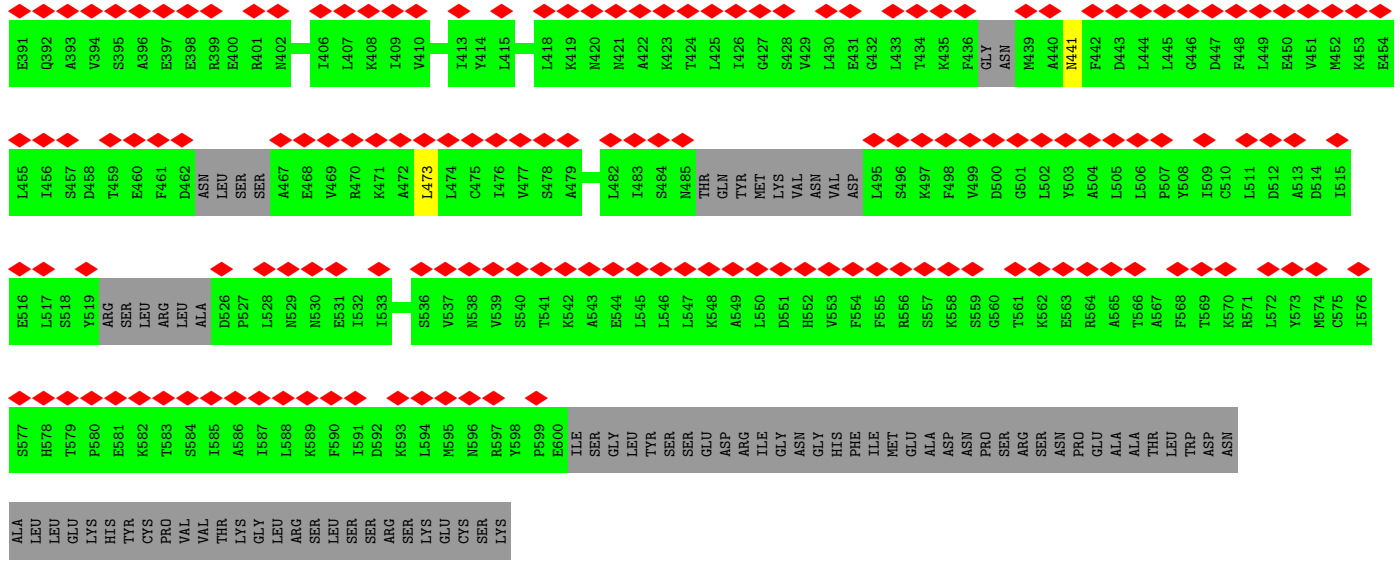 E391 Q392 A393 V394 S395 A396 E397 E398 R399 E400 R401 N402 I406 L407 K408 I409 V410 I413 Y414 L415 L418 K419 N420 N421 A422 K423 T424 L425 I426 G427 S428 V429 L430 E431 G432 L433 T434 K435 F436 GLY ASN M439 A440 N441 F442 D443 L444 L445 G446 D447 F448 L449 E450 V451 M452 K453 E454
L455 I456 S457 D458 T459 E460 F461 D462 ASN LEU SER SER A467 E468 V469 R470 K471 A472 L473 L474 C475 I476 V477 S478 A479 L482 I483 S484 N485 THR GLN TYR MET LYS VAL ASN VAL ASP L495 S496 K497 F498 V499 D500 G501 L502 Y503 A504 L505 L506 P507 Y508 I509 C510 L511 D512 A513 D514 I515
E516 L517 S518 Y519 ARG SER LEU ARG LEU ALA D526 P527 L528 N529 N530 E531 I532 I533 S536 V537 N538 V539 S540 T541 K542 A543 E544 L545 L546 L547 K548 A549 L550 D551 H552 V553 F554 F555 R556 S557 K558 S559 G560 T561 K562 E563 R564 A565 T566 A567 F568 T569 K570 R571 L572 Y573 M574 C575 I576
S577 H578 T579 P580 E581 K582 T583 S584 I585 A586 I587 L588 K589 F590 I591 D592 K593 L594 M595 N596 R597 Y598 P599 E600 ILE SER GLY LEU TYR SER SER GLU ASP ARG ILE GLY ASN GLY HIS PHE ILE MET GLU ALA ASP ASN PRO SER ARG SER ASN PRO GLU ALA ALA THR LEU TRP ASP ASN
ALA LEU LEU GLU LYS HIS TYR CYS PRO VAL VAL THR LYS GLY LEU ARG SER LEU SER SER ARG SER LYS GLU CYS SER LYS